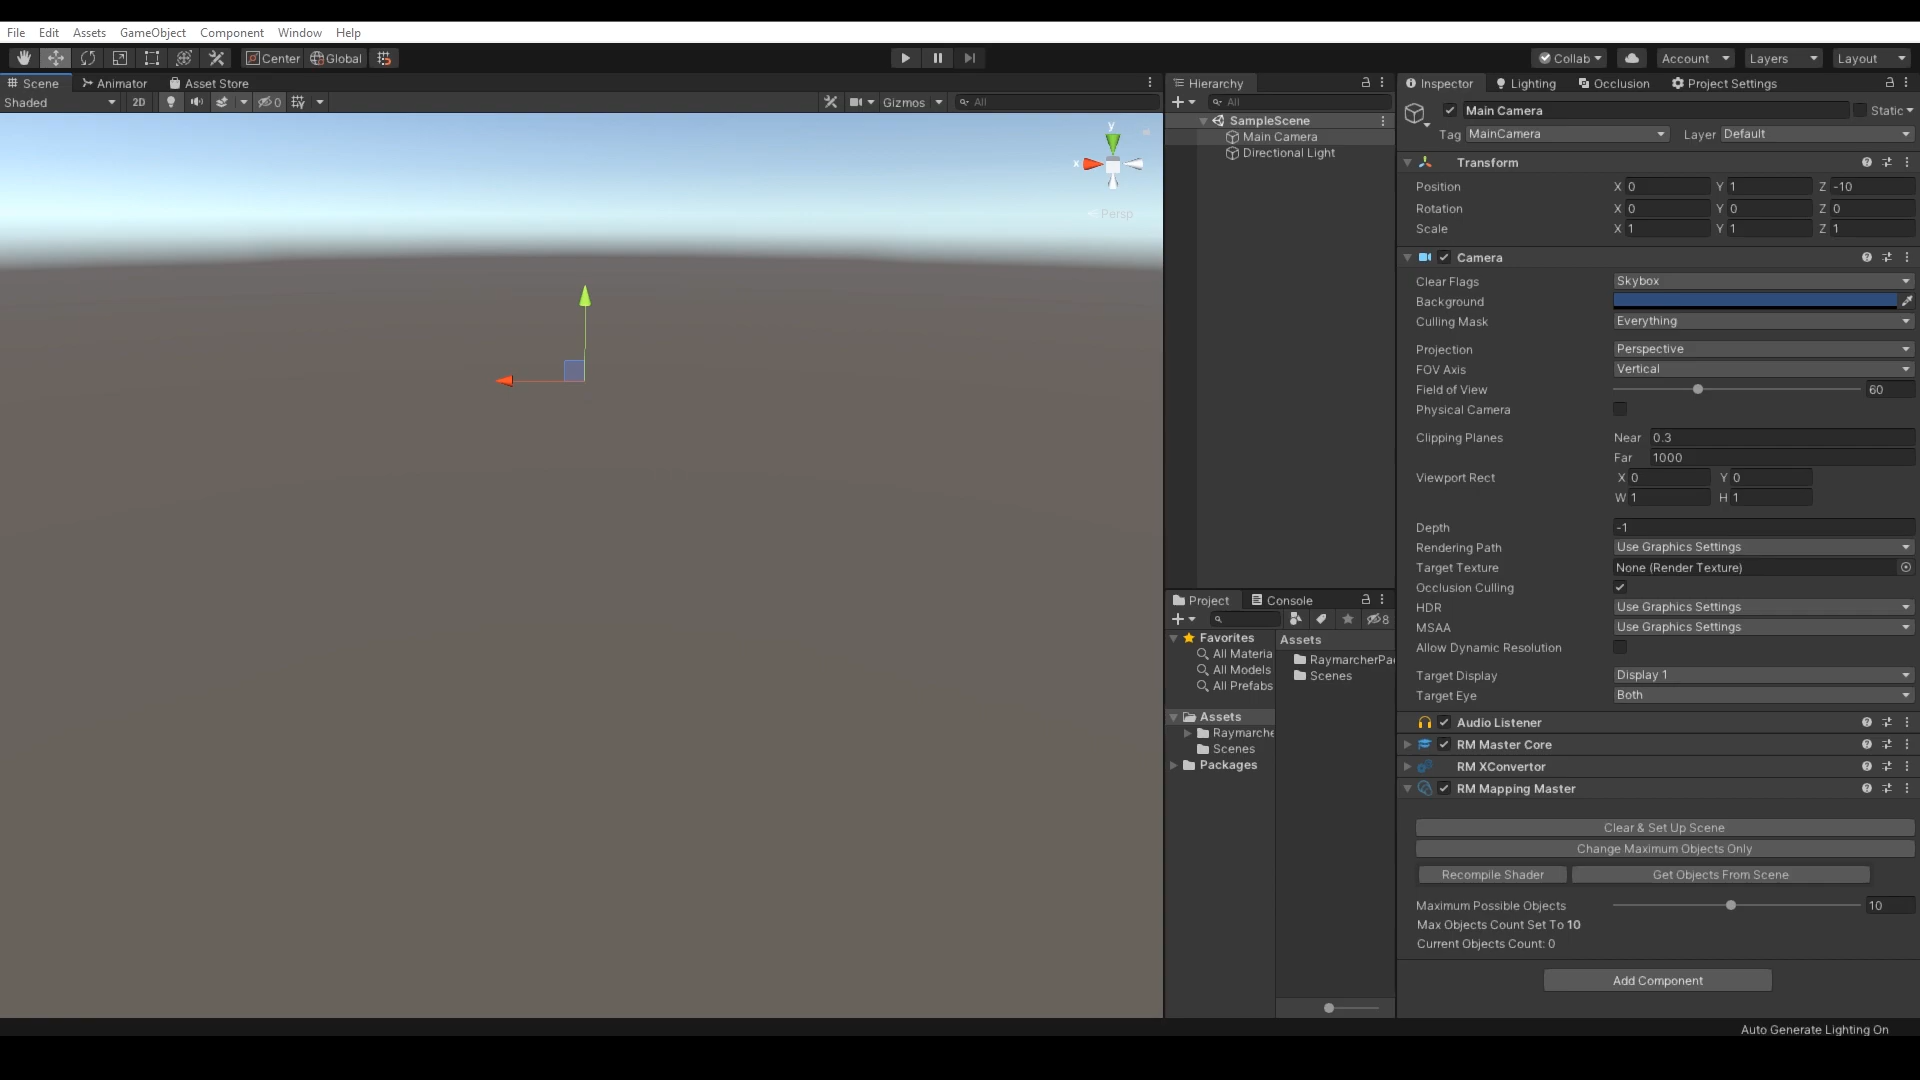 File Edit Assets GameObject Component Window Help
Center Global Collab Account Layers Layout
Scene Animator Asset Store
Shaded 2D 0 Gizmos All
y
x
Persp
Hierarchy
All
SampleScene
Main Camera
Directional Light
Project Console
8
Favorites
All Materia
All Models
All Prefabs
Assets
Raymarche
Scenes
Packages
Assets
RaymarcherPac
Scenes
Inspector Lighting Occlusion Project Settings
Main Camera Static
Tag MainCamera Layer Default
Transform
Position X 0 Y 1 Z -10
Rotation X 0 Y 0 Z 0
Scale X 1 Y 1 Z 1
Camera
Clear Flags Skybox
Background
Culling Mask Everything
Projection Perspective
FOV Axis Vertical
Field of View 60
Physical Camera
Clipping Planes Near 0.3
Far 1000
Viewport Rect X 0 Y 0
W 1 H 1
Depth -1
Rendering Path Use Graphics Settings
Target Texture None (Render Texture)
Occlusion Culling
HDR Use Graphics Settings
MSAA Use Graphics Settings
Allow Dynamic Resolution
Target Display Display 1
Target Eye Both
Audio Listener
RM Master Core
RM XConvertor
RM Mapping Master
Clear & Set Up Scene
Change Maximum Objects Only
Recompile Shader Get Objects From Scene
Maximum Possible Objects 10
Max Objects Count Set To 10
Current Objects Count: 0
Add Component
Auto Generate Lighting On